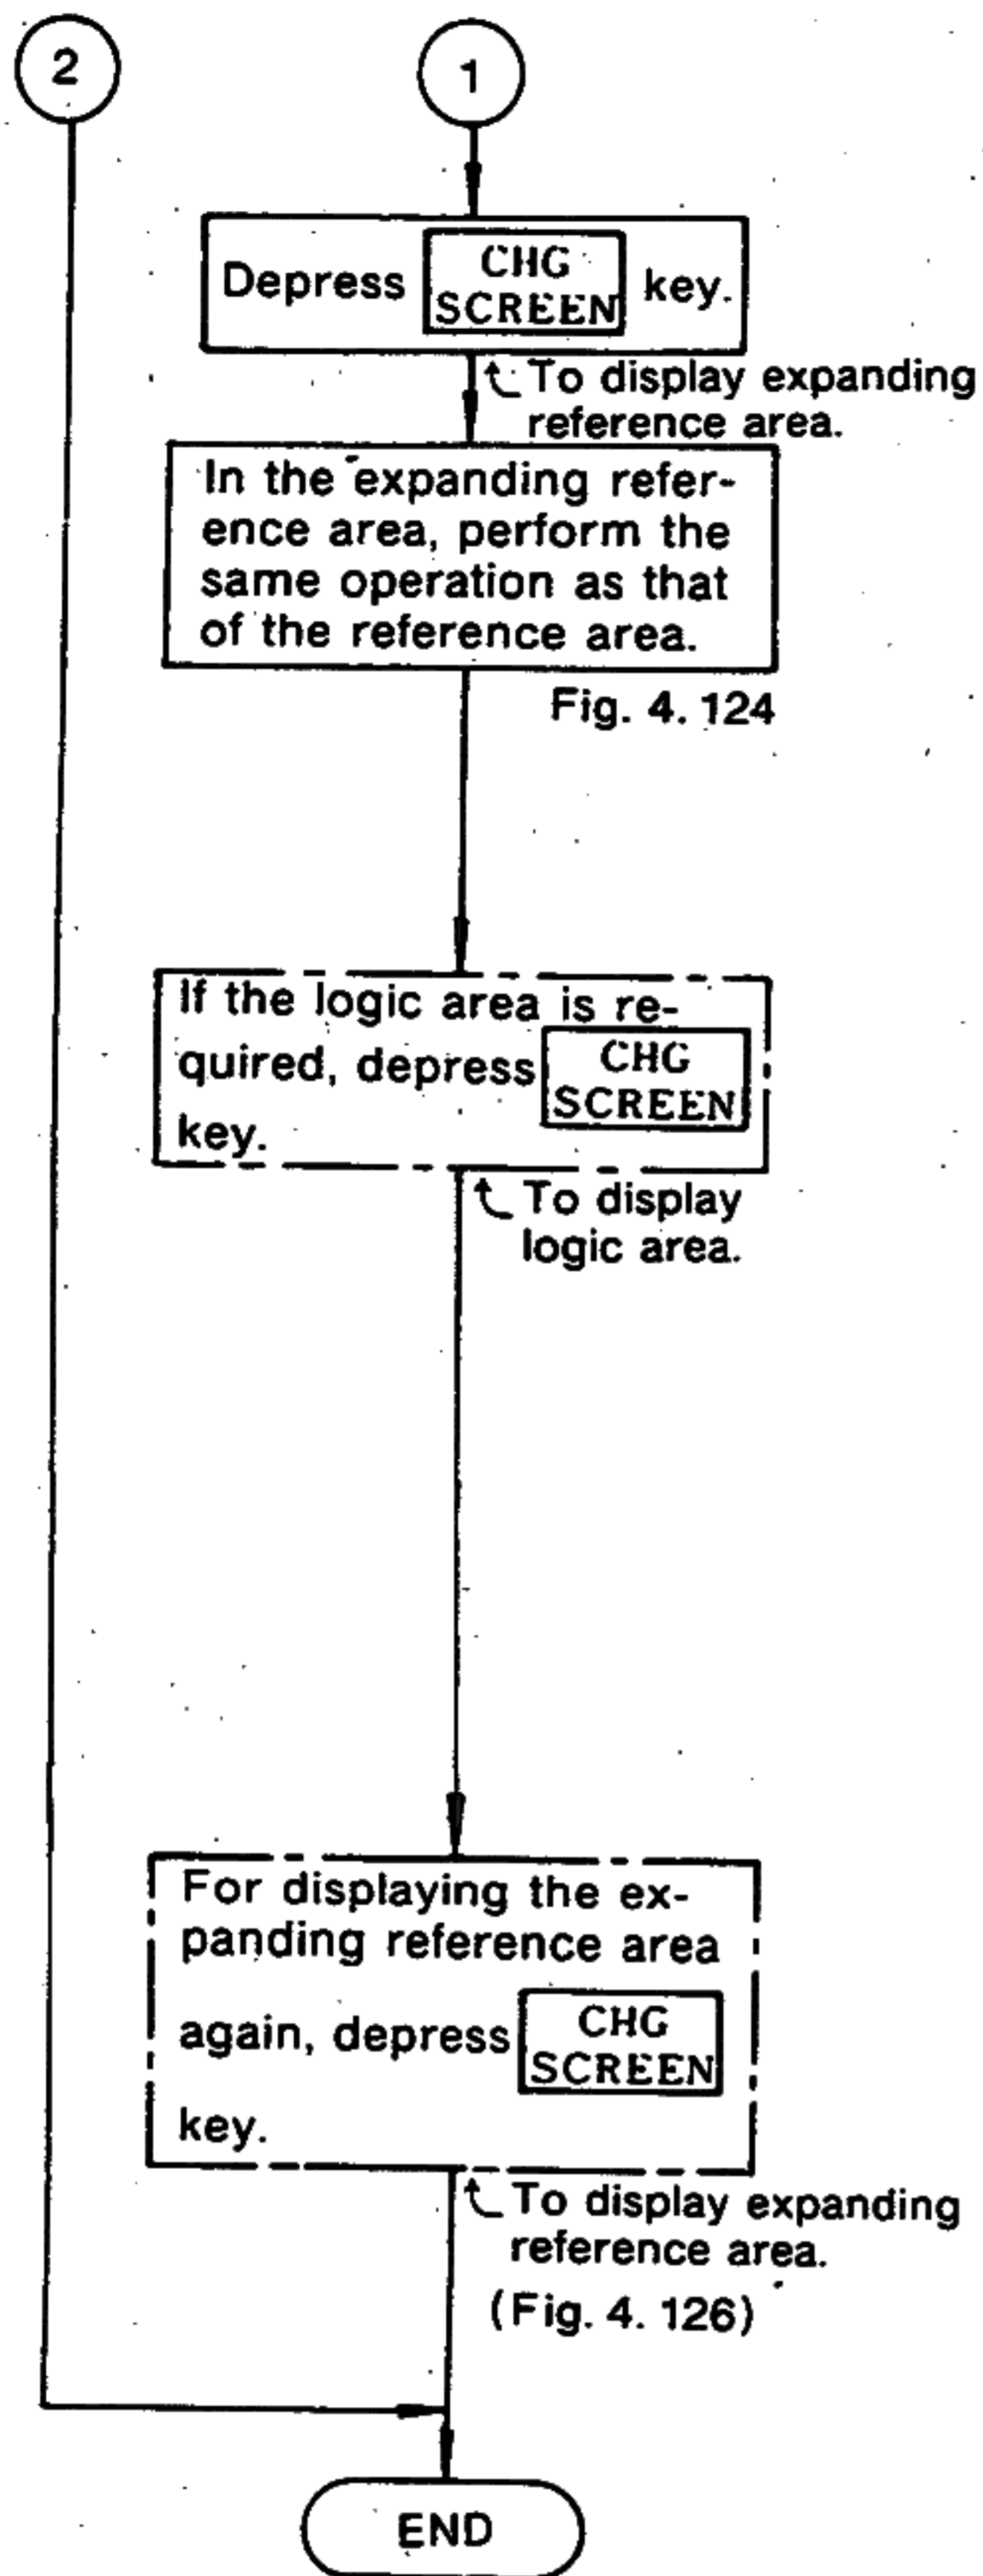 2
1
Depress CHG SCREEN key.
To display expanding
reference area.
In the expanding refer-
ence area, perform the
same operation as that
of the reference area.
Fig. 4. 124
If the logic area is re-
quired, depress CHG SCREEN
key.
To display
logic area.
For displaying the ex-
panding reference area
again, depress CHG SCREEN
key.
To display expanding
reference area.
(Fig. 4. 126)
END